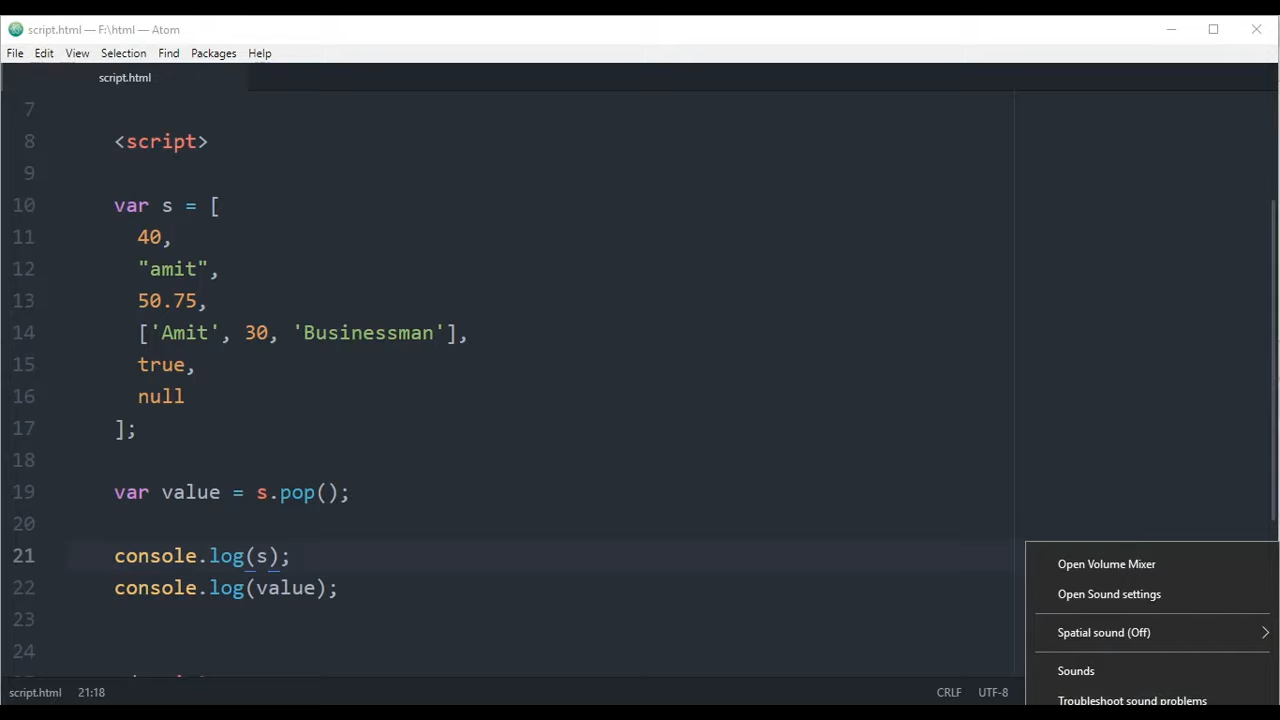 script.html — F:\html — Atom
File Edit View Selection Find Packages Help
script.html
7
8 <script>
9
10 var s = [
11 40,
12 "amit",
13 50.75,
14 ['Amit', 30, 'Businessman'],
15 true,
16 null
17 ];
18
19 var value = s.pop();
20
21 console.log(s);
22 console.log(value);
23
24
Open Volume Mixer
Open Sound settings
Spatial sound (Off)
Sounds
Troubleshoot sound problems
script.html 21:18 CRLF UTF-8